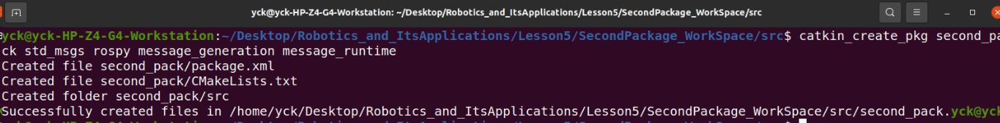 yck@yck-HP-Z4-G4-Workstation: ~/Desktop/Robotics_and_ItsApplications/Lesson5/SecondPackage_WorkSpace/src
yck@yck-HP-Z4-G4-Workstation:~/Desktop/Robotics_and_ItsApplications/Lesson5/SecondPackage_WorkSpace/src$ catkin_create_pkg second_pa
ck std_msgs rospy message_generation message_runtime
Created file second_pack/package.xml
Created file second_pack/CMakeLists.txt
Created folder second_pack/src
Successfully created files in /home/yck/Desktop/Robotics_and_ItsApplications/Lesson5/SecondPackage_WorkSpace/src/second_pack.yck@yc